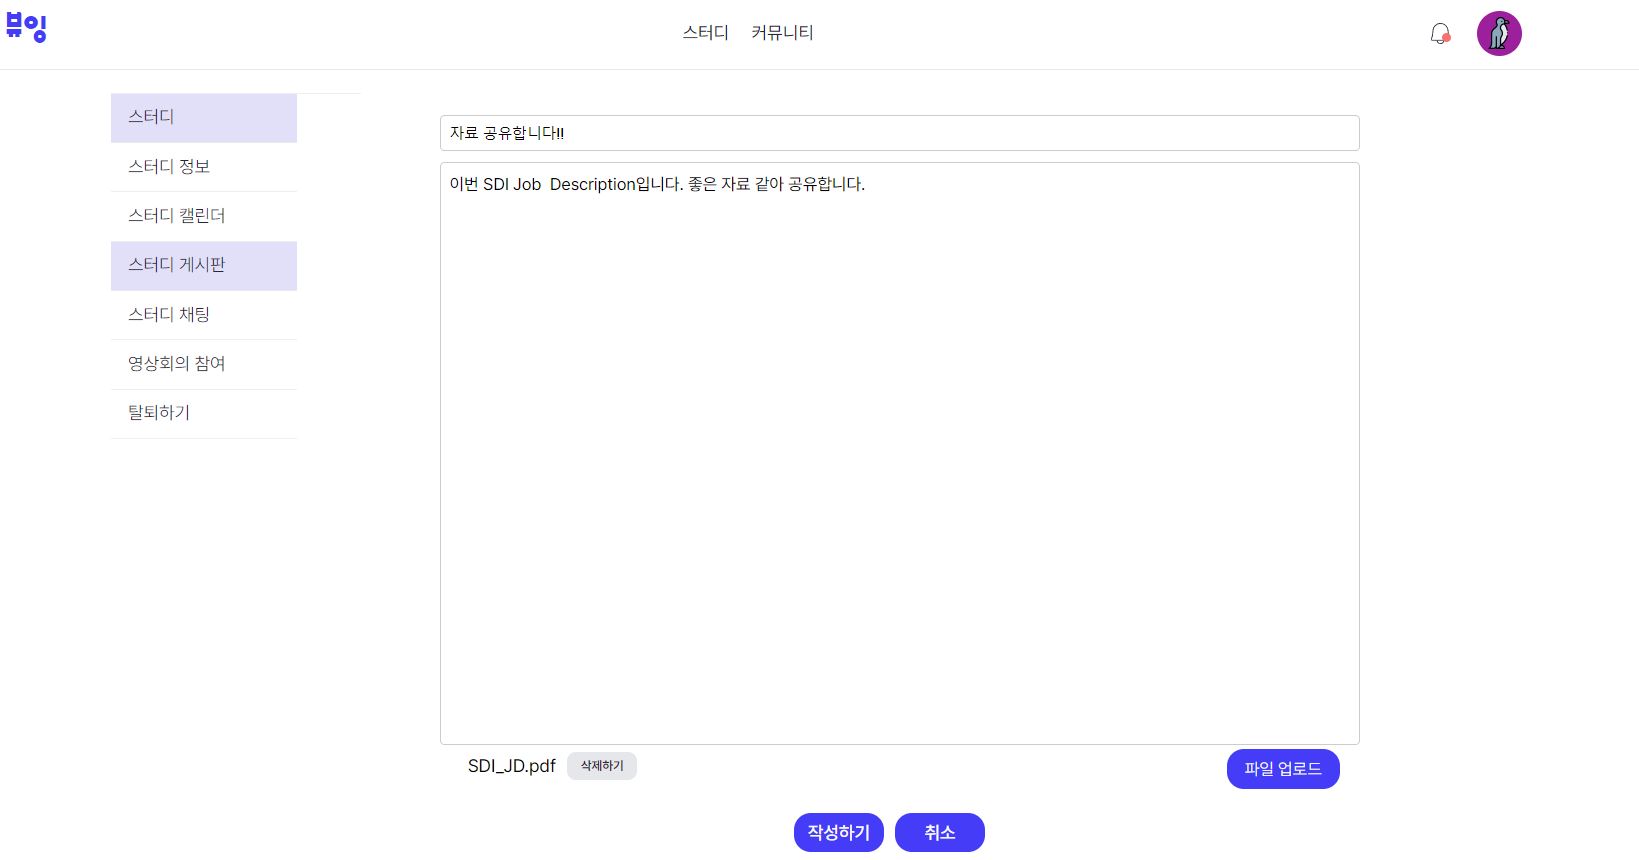 뷰잉
스터디 커뮤니티
스터디
스터디 정보
스터디 캘린더
스터디 게시판
스터디 채팅
영상회의 참여
탈퇴하기
자료 공유합니다!!
이번 SDI Job  Description입니다. 좋은 자료 같아 공유합니다.
SDI_JD.pdf 삭제하기
파일 업로드
작성하기 취소